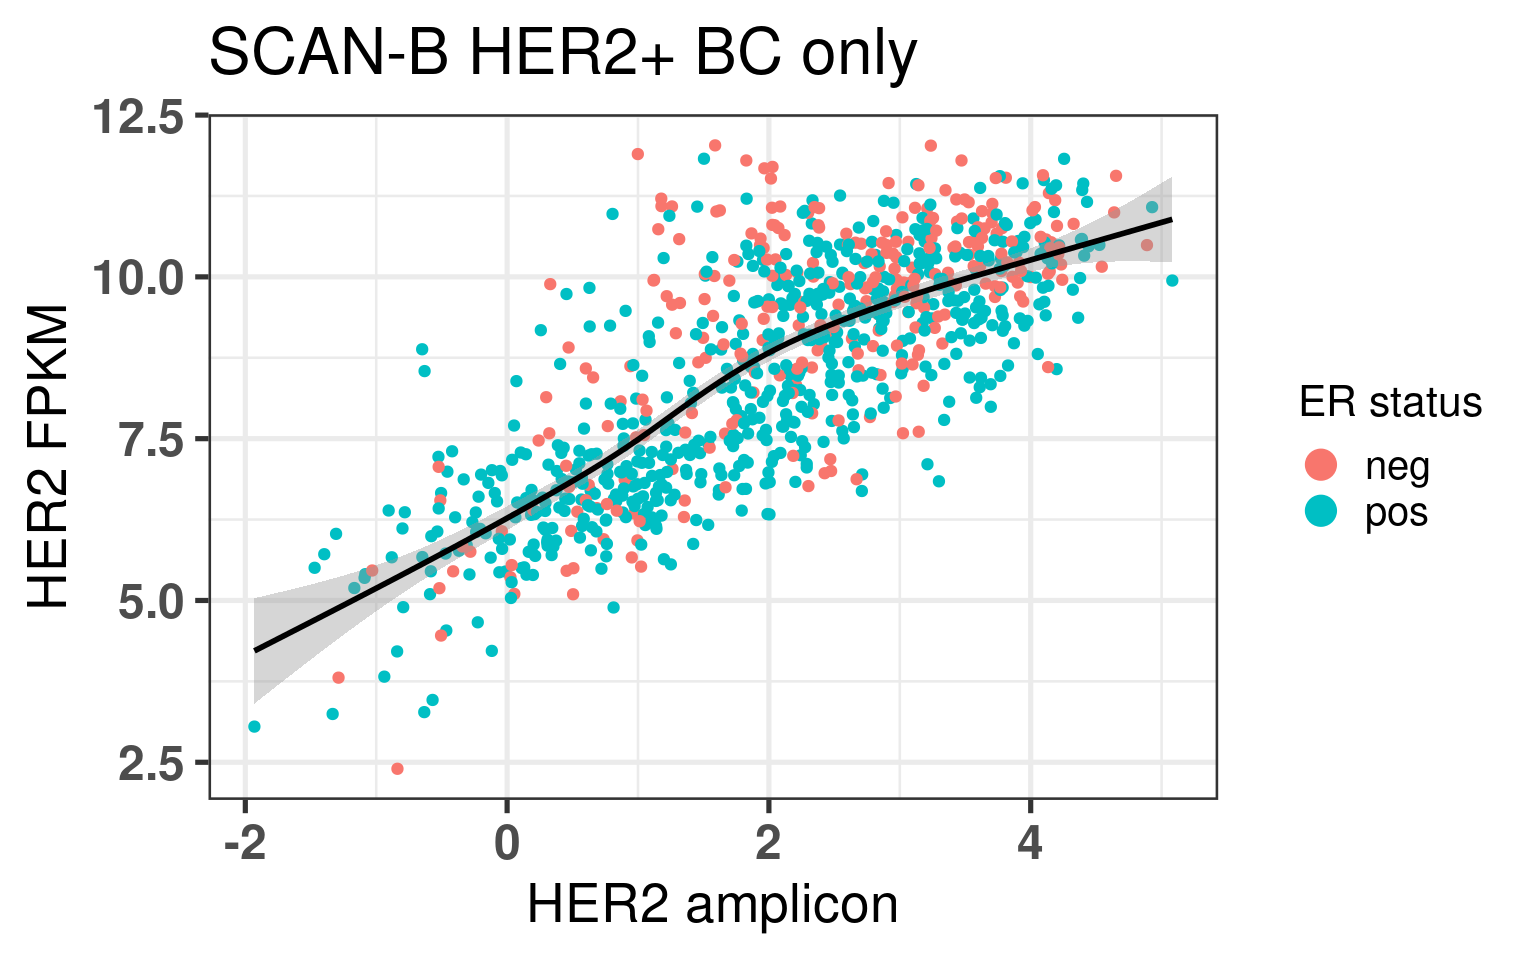 SCAN-B HER2+ BC only
12.5
10.0
7.5
5.0
2.5
HER2 FPKM
-2 0 2 4
HER2 amplicon
ER status
neg
pos